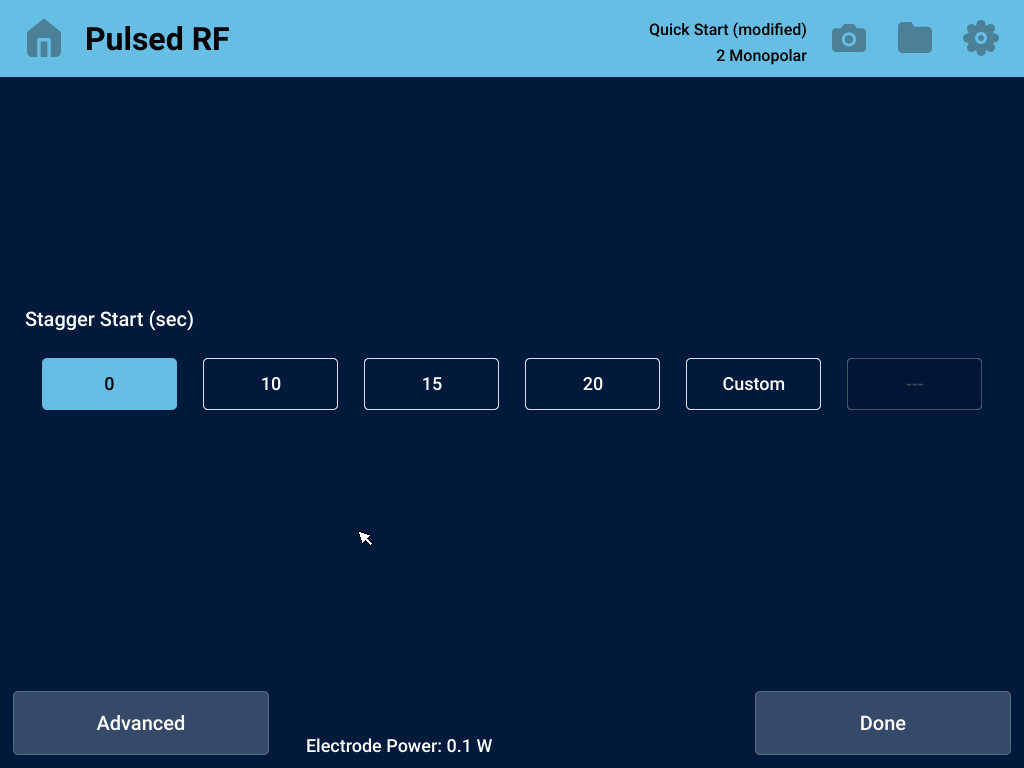 Pulsed RF
Quick Start (modified)
2 Monopolar
Stagger Start (sec)
0
10
15
20
Custom
---
Advanced
Electrode Power: 0.1 W
Done